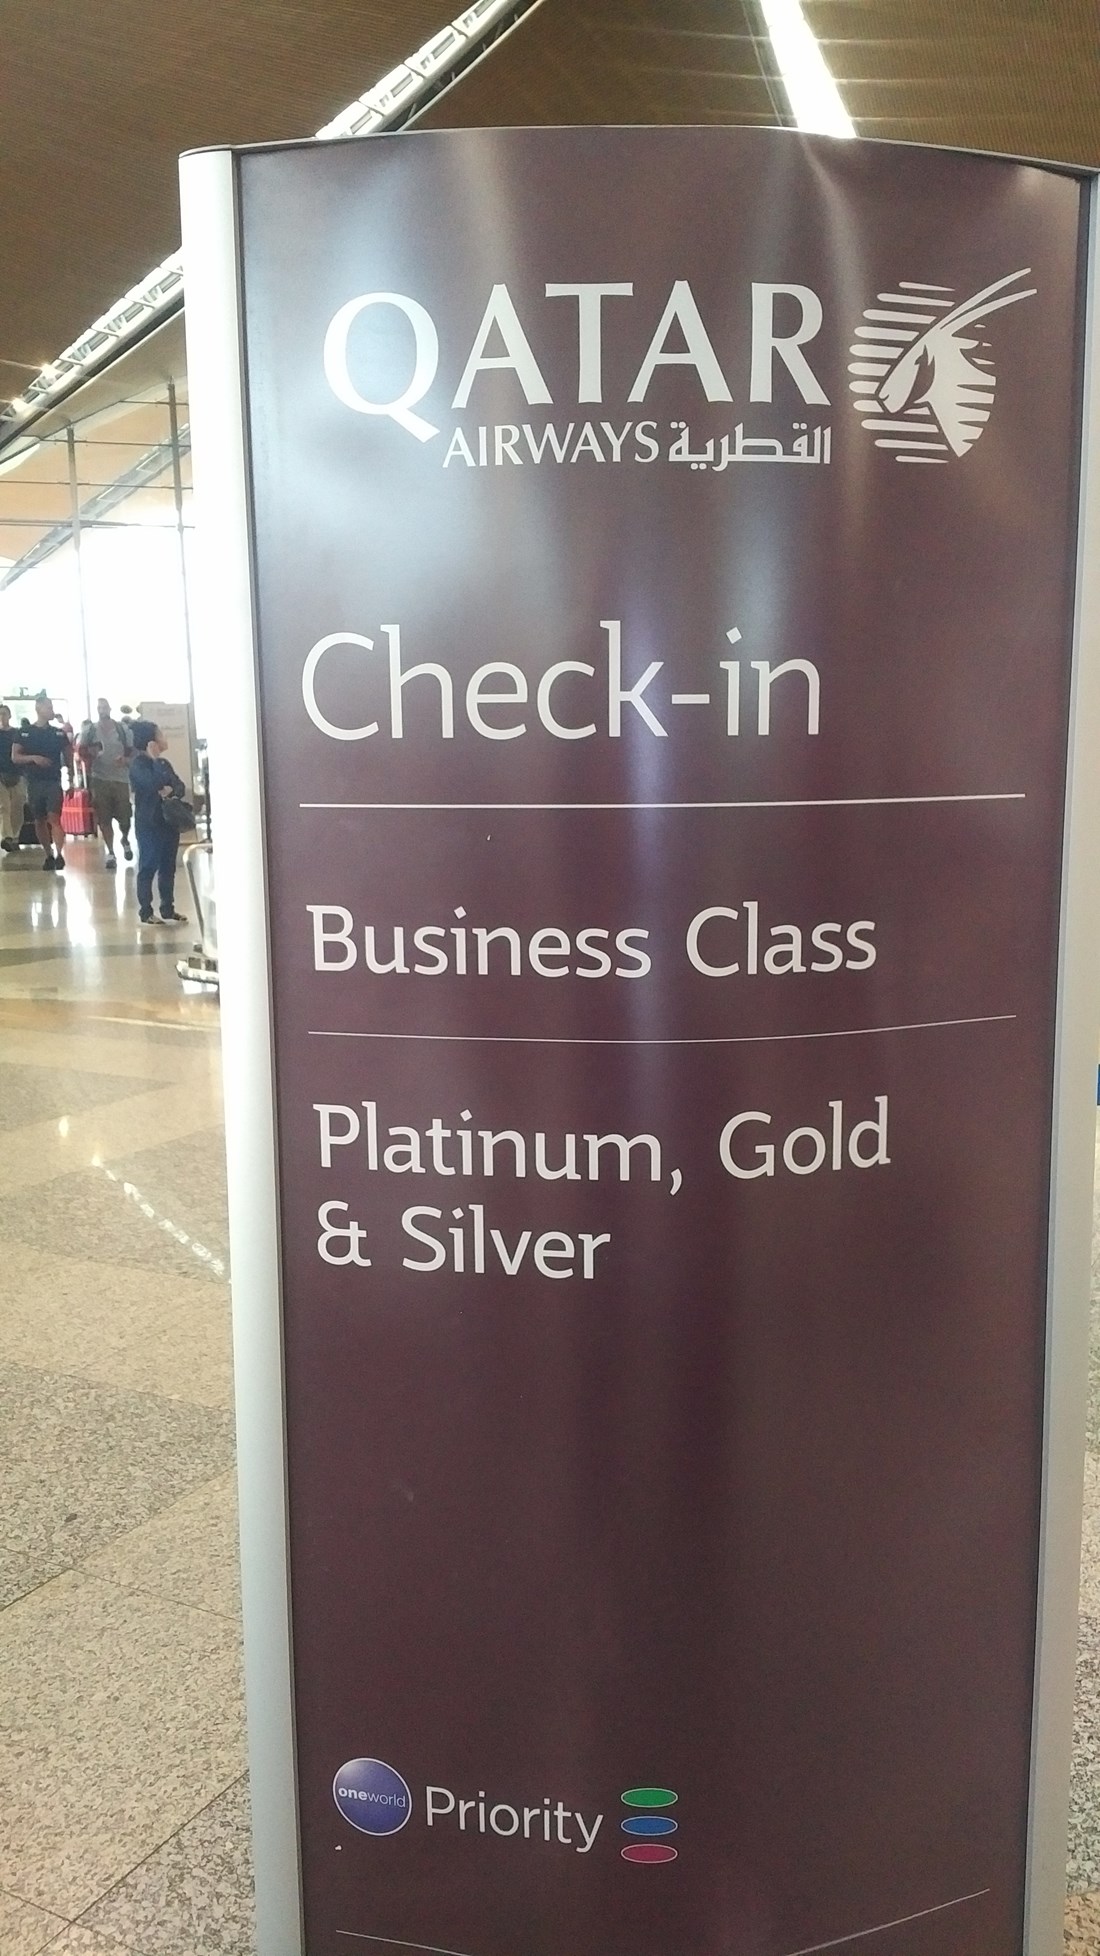 QATAR
AIRWAYS القطرية
Check-in
Business Class
Platinum, Gold
& Silver
oneworld Priority